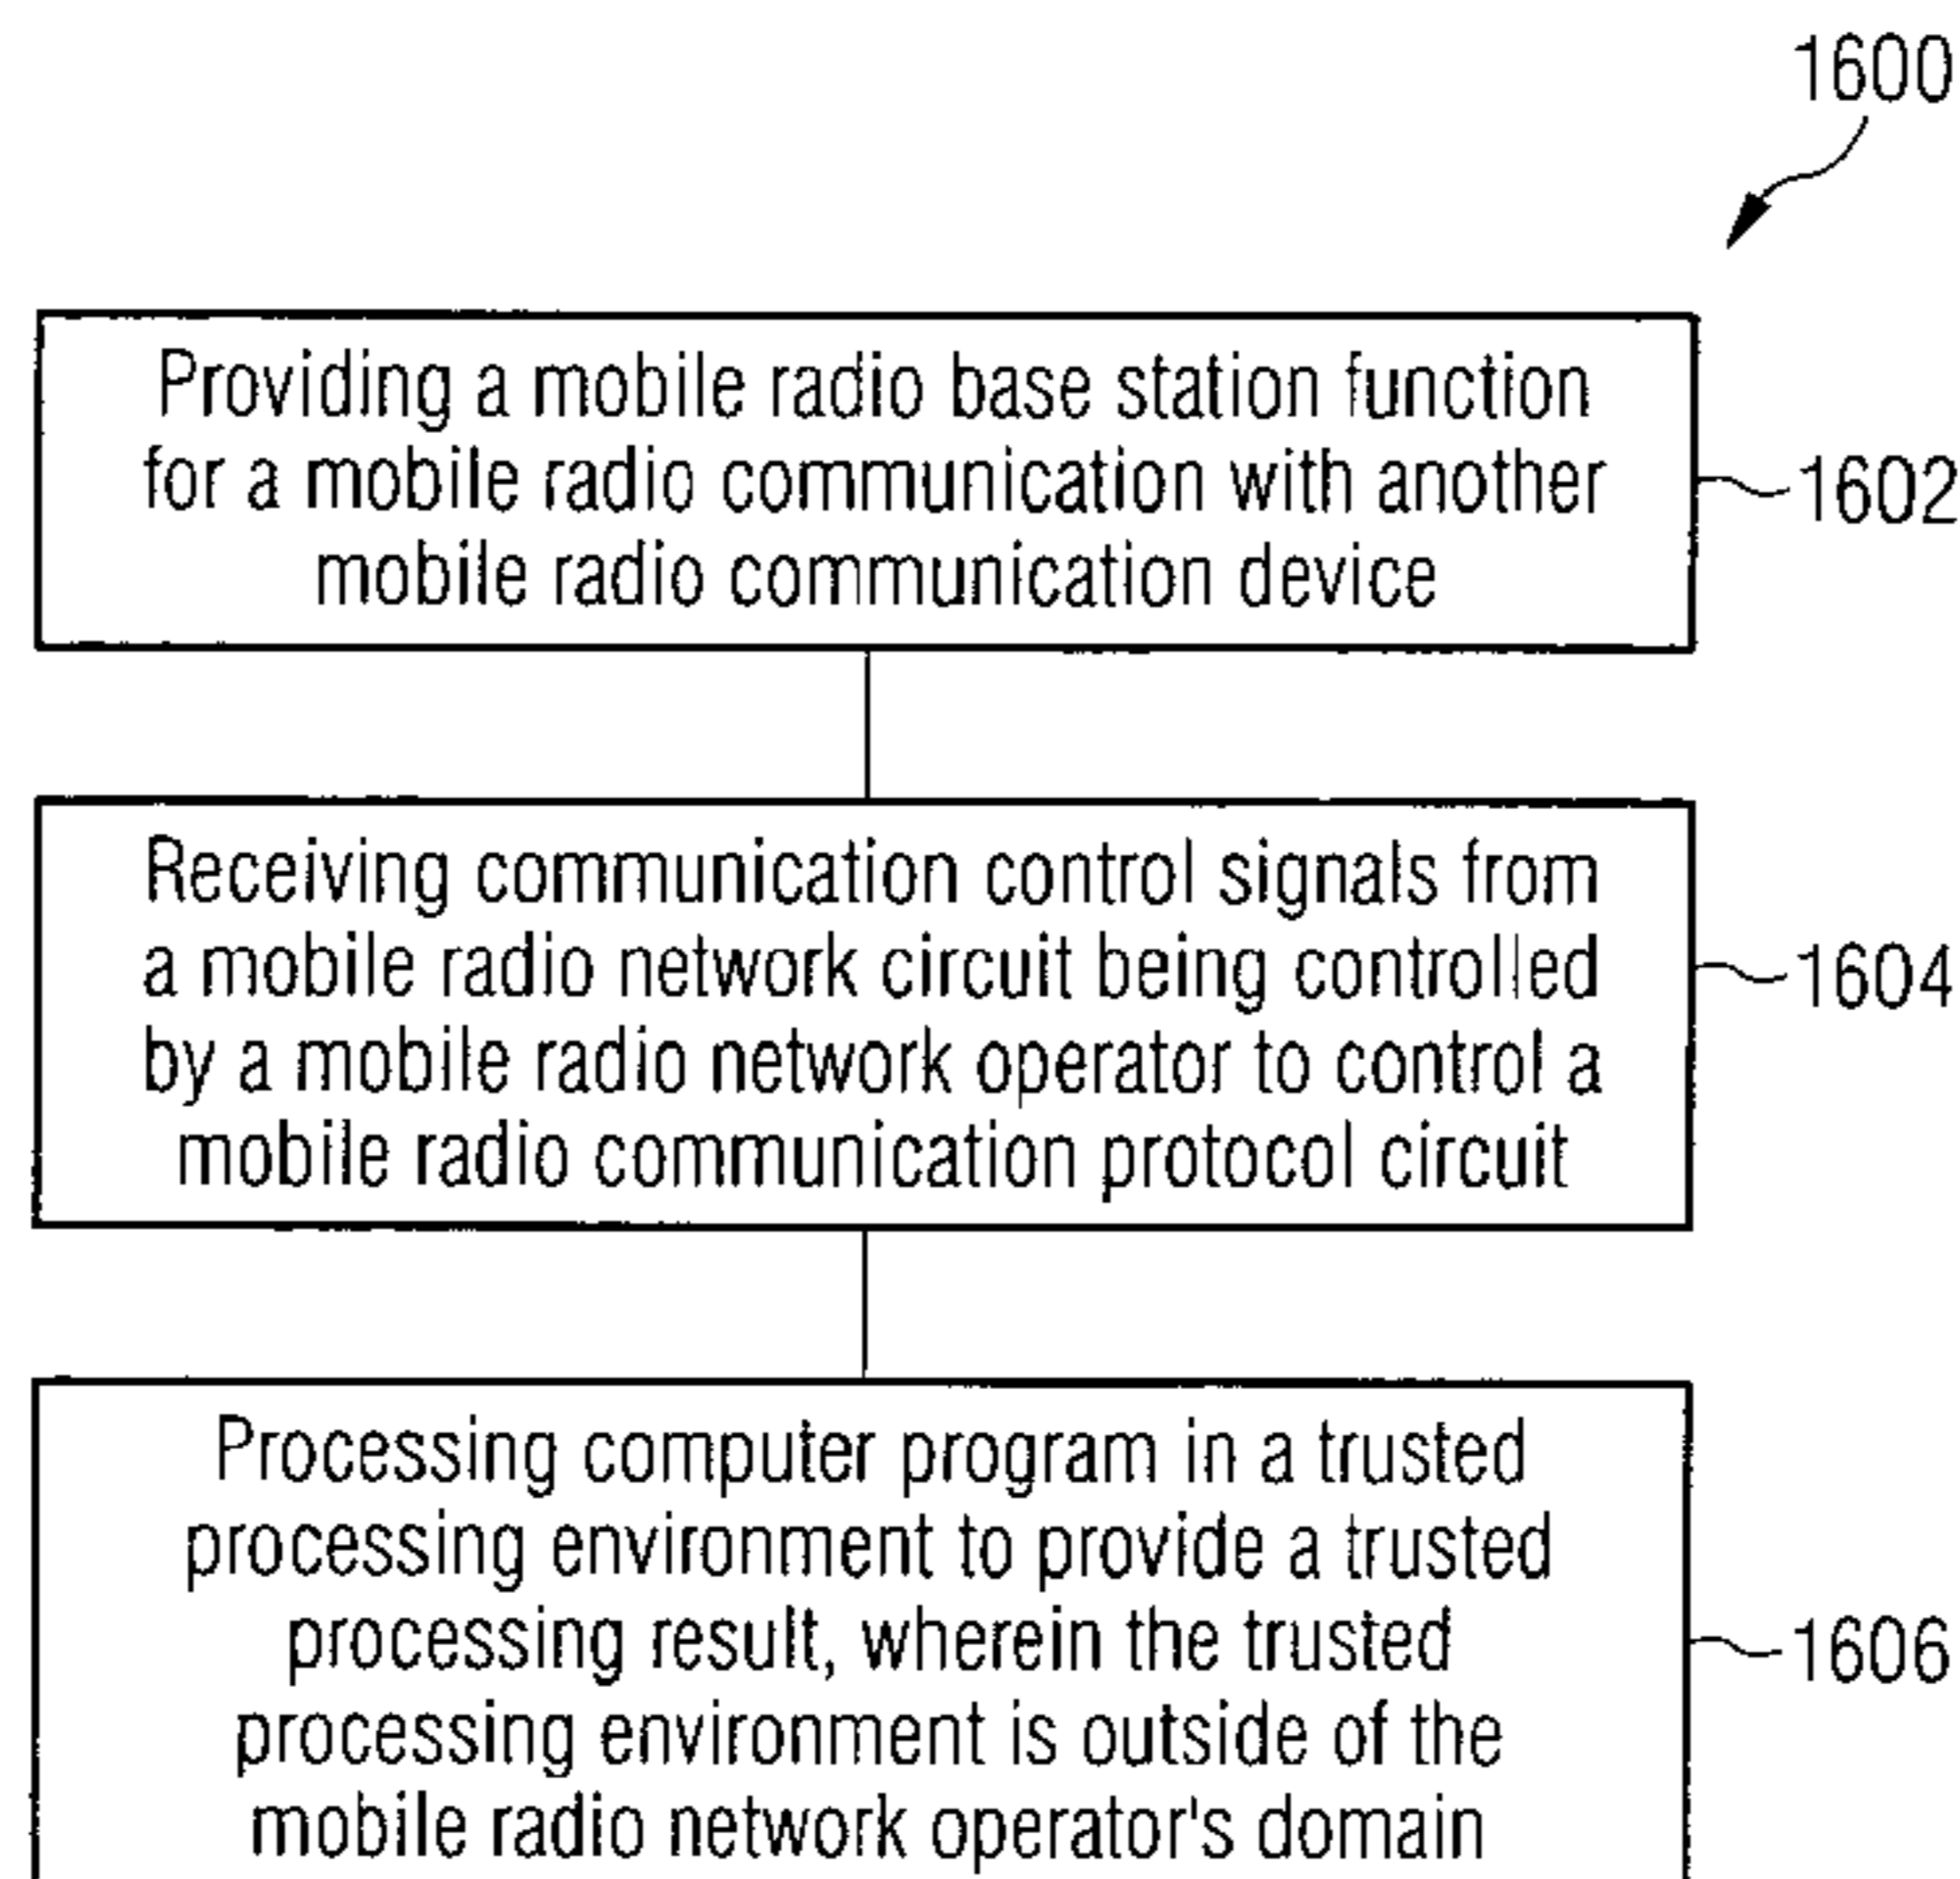 1600
Providing a mobile radio base station function
for a mobile radio communication with another
mobile radio communication device
1602
Receiving communication control signals from
a mobile radio network circuit being controlled
by a mobile radio network operator to control a
mobile radio communication protocol circuit
1604
Processing computer program in a trusted
processing environment to provide a trusted
processing result, wherein the trusted
processing environment is outside of the
mobile radio network operator's domain
1606